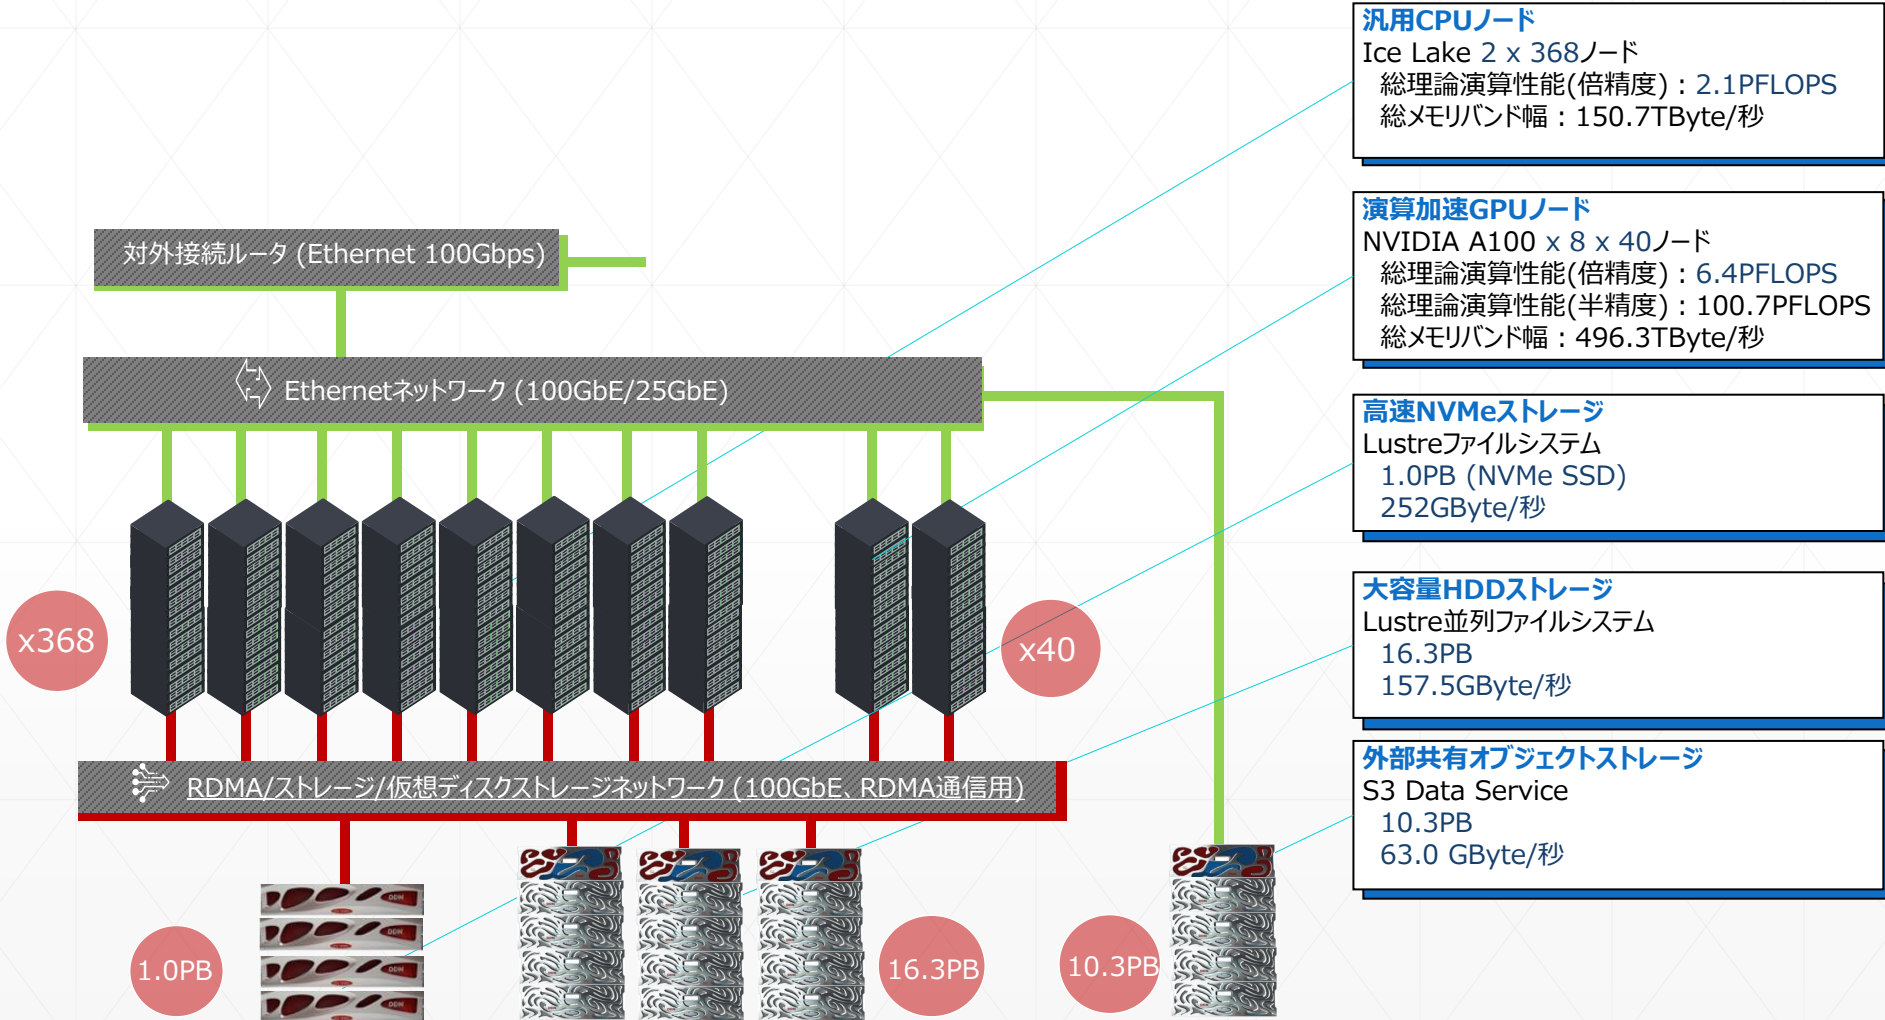 汎用CPUノード
Ice Lake 2 x 368ノード
総理論演算性能(倍精度)：2.1PFLOPS
総メモリバンド幅：150.7TByte/秒
演算加速GPUノード
NVIDIA A100 x 8 x 40ノード
総理論演算性能(倍精度)：6.4PFLOPS
総理論演算性能(半精度)：100.7PFLOPS
総メモリバンド幅：496.3TByte/秒
高速NVMeストレージ
Lustreファイルシステム
1.0PB (NVMe SSD)
252GByte/秒
大容量HDDストレージ
Lustre並列ファイルシステム
16.3PB
157.5GByte/秒
外部共有オブジェクトストレージ
S3 Data Service
10.3PB
63.0 GByte/秒
対外接続ルータ (Ethernet 100Gbps)
Ethernetネットワーク (100GbE/25GbE)
x368
x40
RDMA/ストレージ/仮想ディスクストレージネットワーク (100GbE、RDMA通信用)
1.0PB
16.3PB
10.3PB
DDN
DDN
DDN
DDN